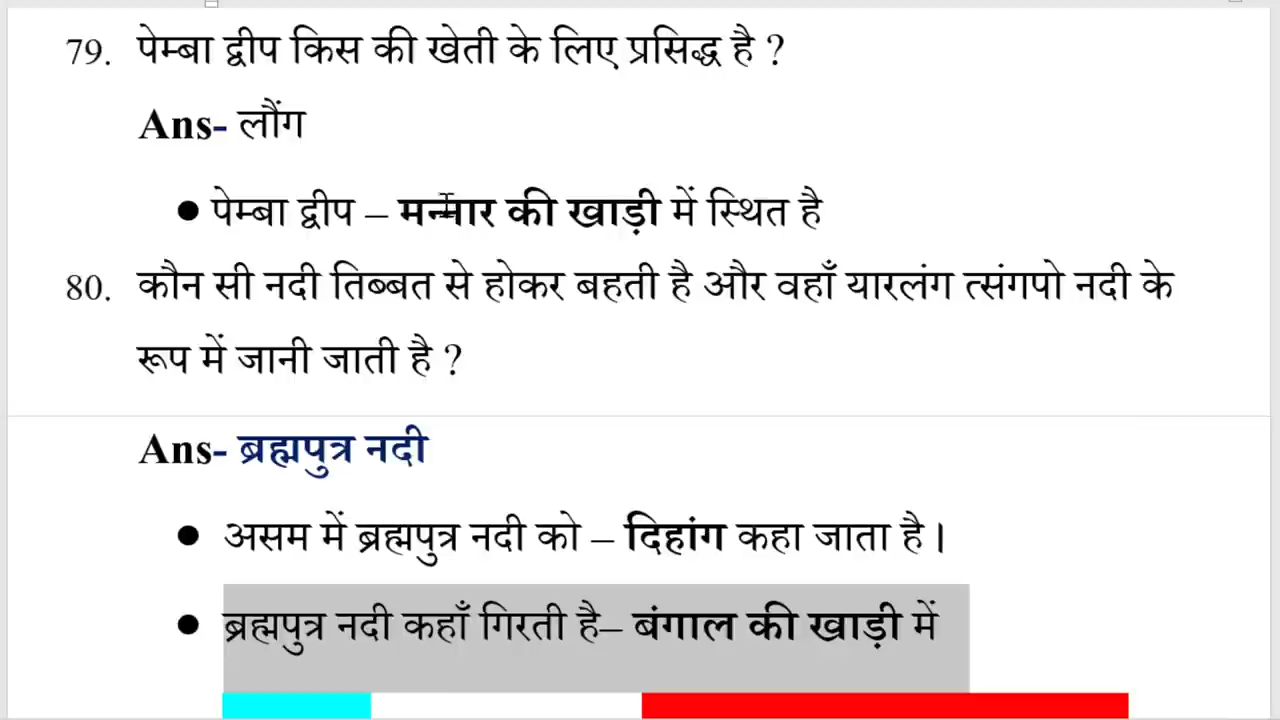 79. पेम्बा द्वीप किस की खेती के लिए प्रसिद्ध है ?
Ans- लौंग
● पेम्बा द्वीप – मन्नार की खाड़ी में स्थित है
80. कौन सी नदी तिब्बत से होकर बहती है और वहाँ यारलंग त्संगपो नदी के
रूप में जानी जाती है ?
Ans- ब्रह्मपुत्र नदी
● असम में ब्रह्मपुत्र नदी को – दिहांग कहा जाता है।
● ब्रह्मपुत्र नदी कहाँ गिरती है– बंगाल की खाड़ी में